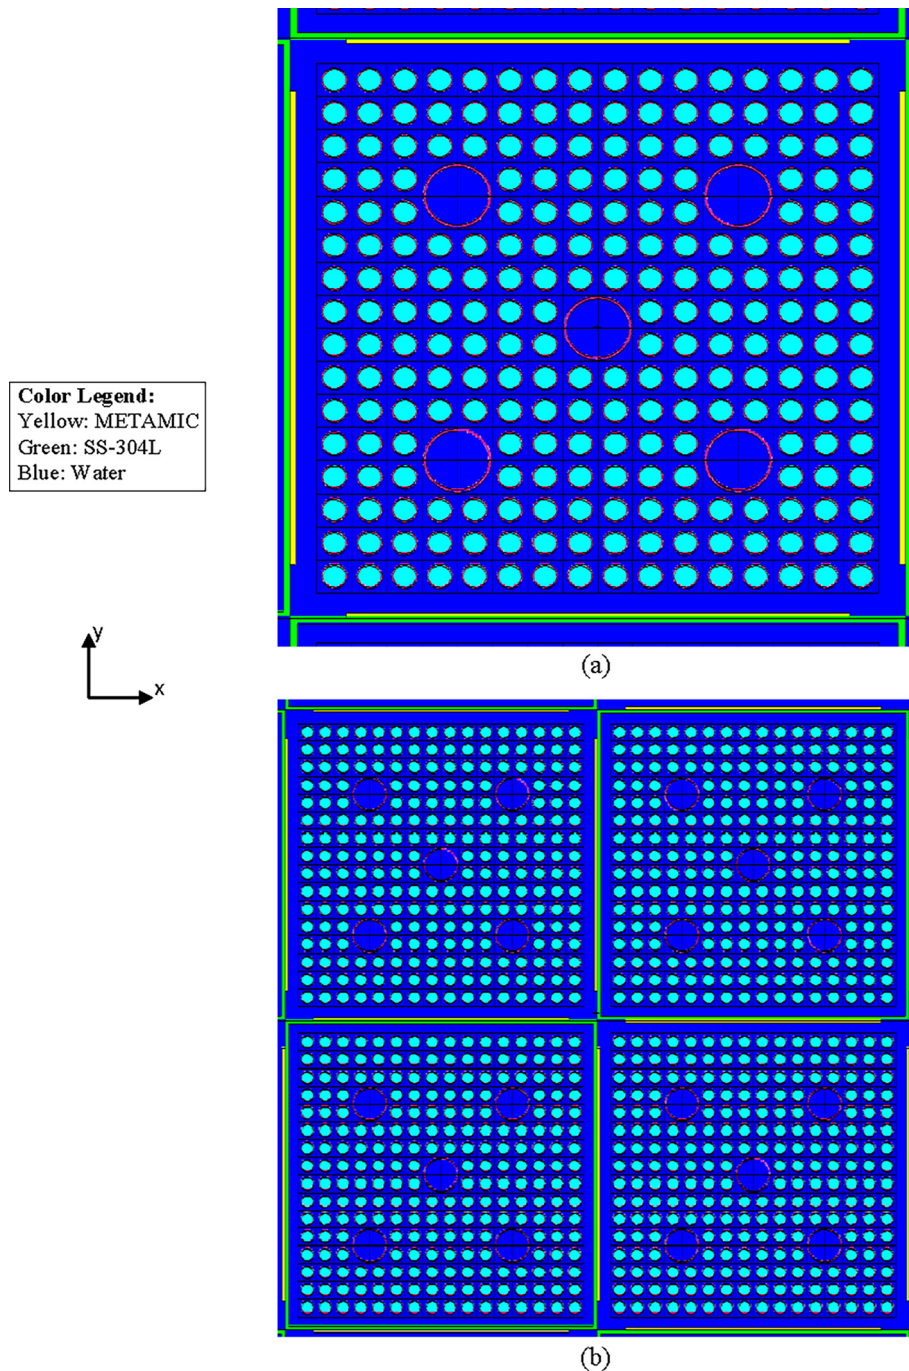 Color Legend:
Yellow: METAMIC
Green: SS-304L
Blue: Water
y
x
(a)
(b)